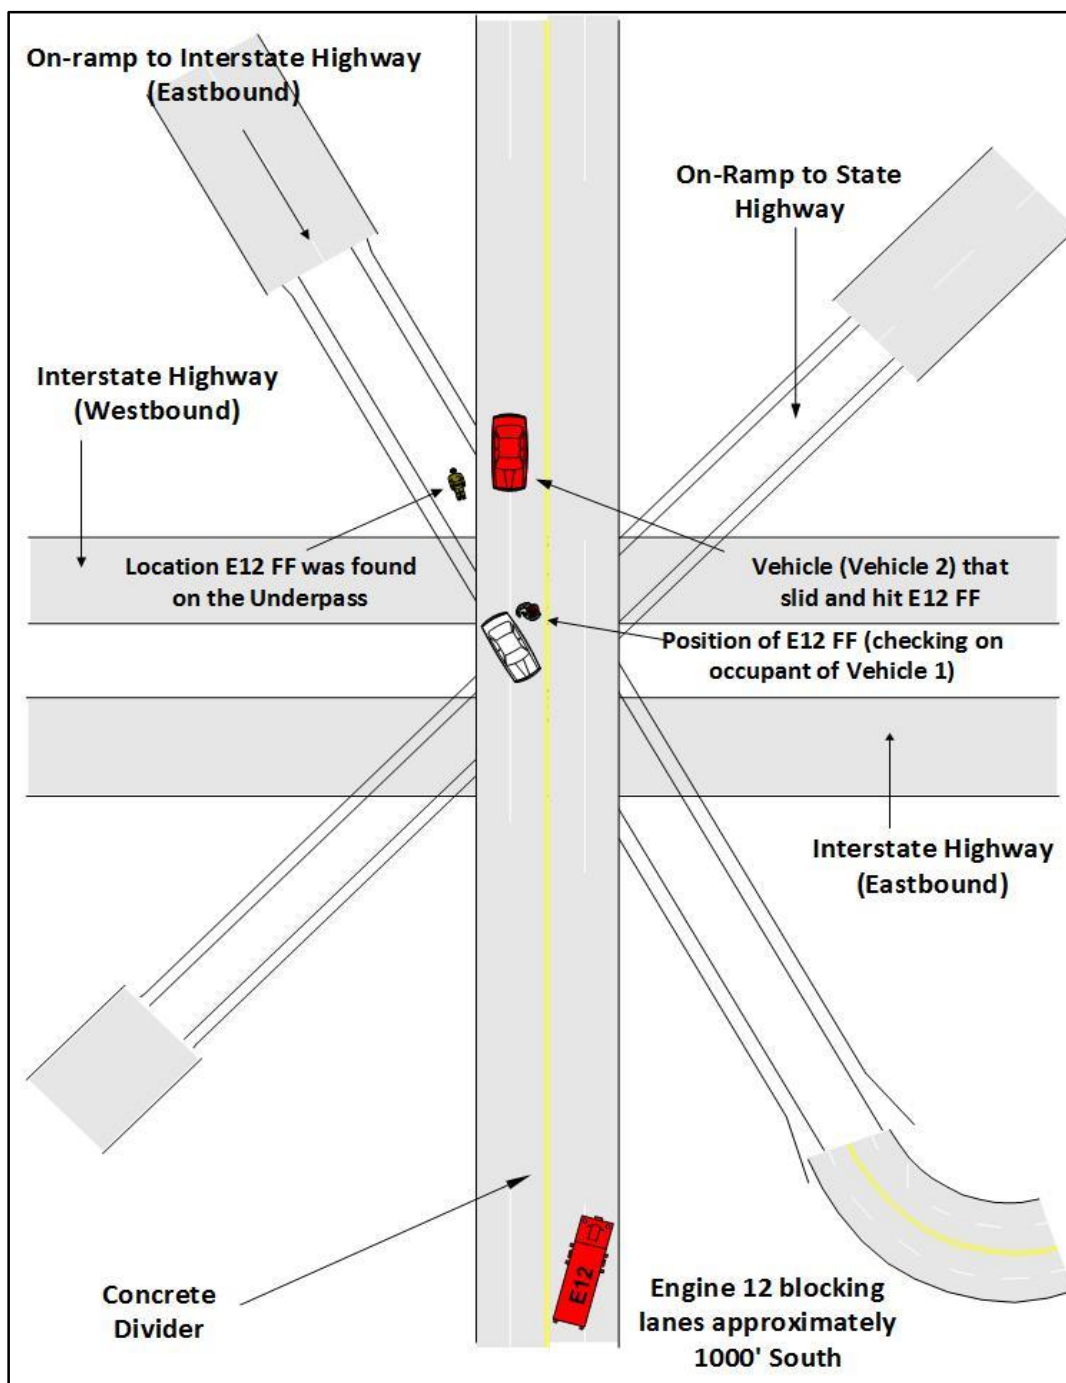 On-ramp to Interstate Highway
(Eastbound)
On-Ramp to State
Highway
Interstate Highway
(Westbound)
Location E12 FF was found
on the Underpass
Vehicle (Vehicle 2) that
slid and hit E12 FF
Position of E12 FF (checking on
occupant of Vehicle 1)
Interstate Highway
(Eastbound)
E12
Concrete
Divider
Engine 12 blocking
lanes approximately
1000' South